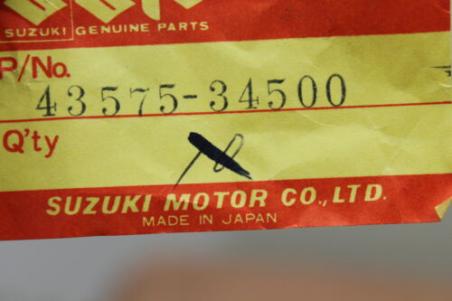 SUZUKI GENUINE PARTS
P/No.
43575-34500
Q'ty
SUZUKI MOTOR CO.,LTD.
MADE IN JAPAN